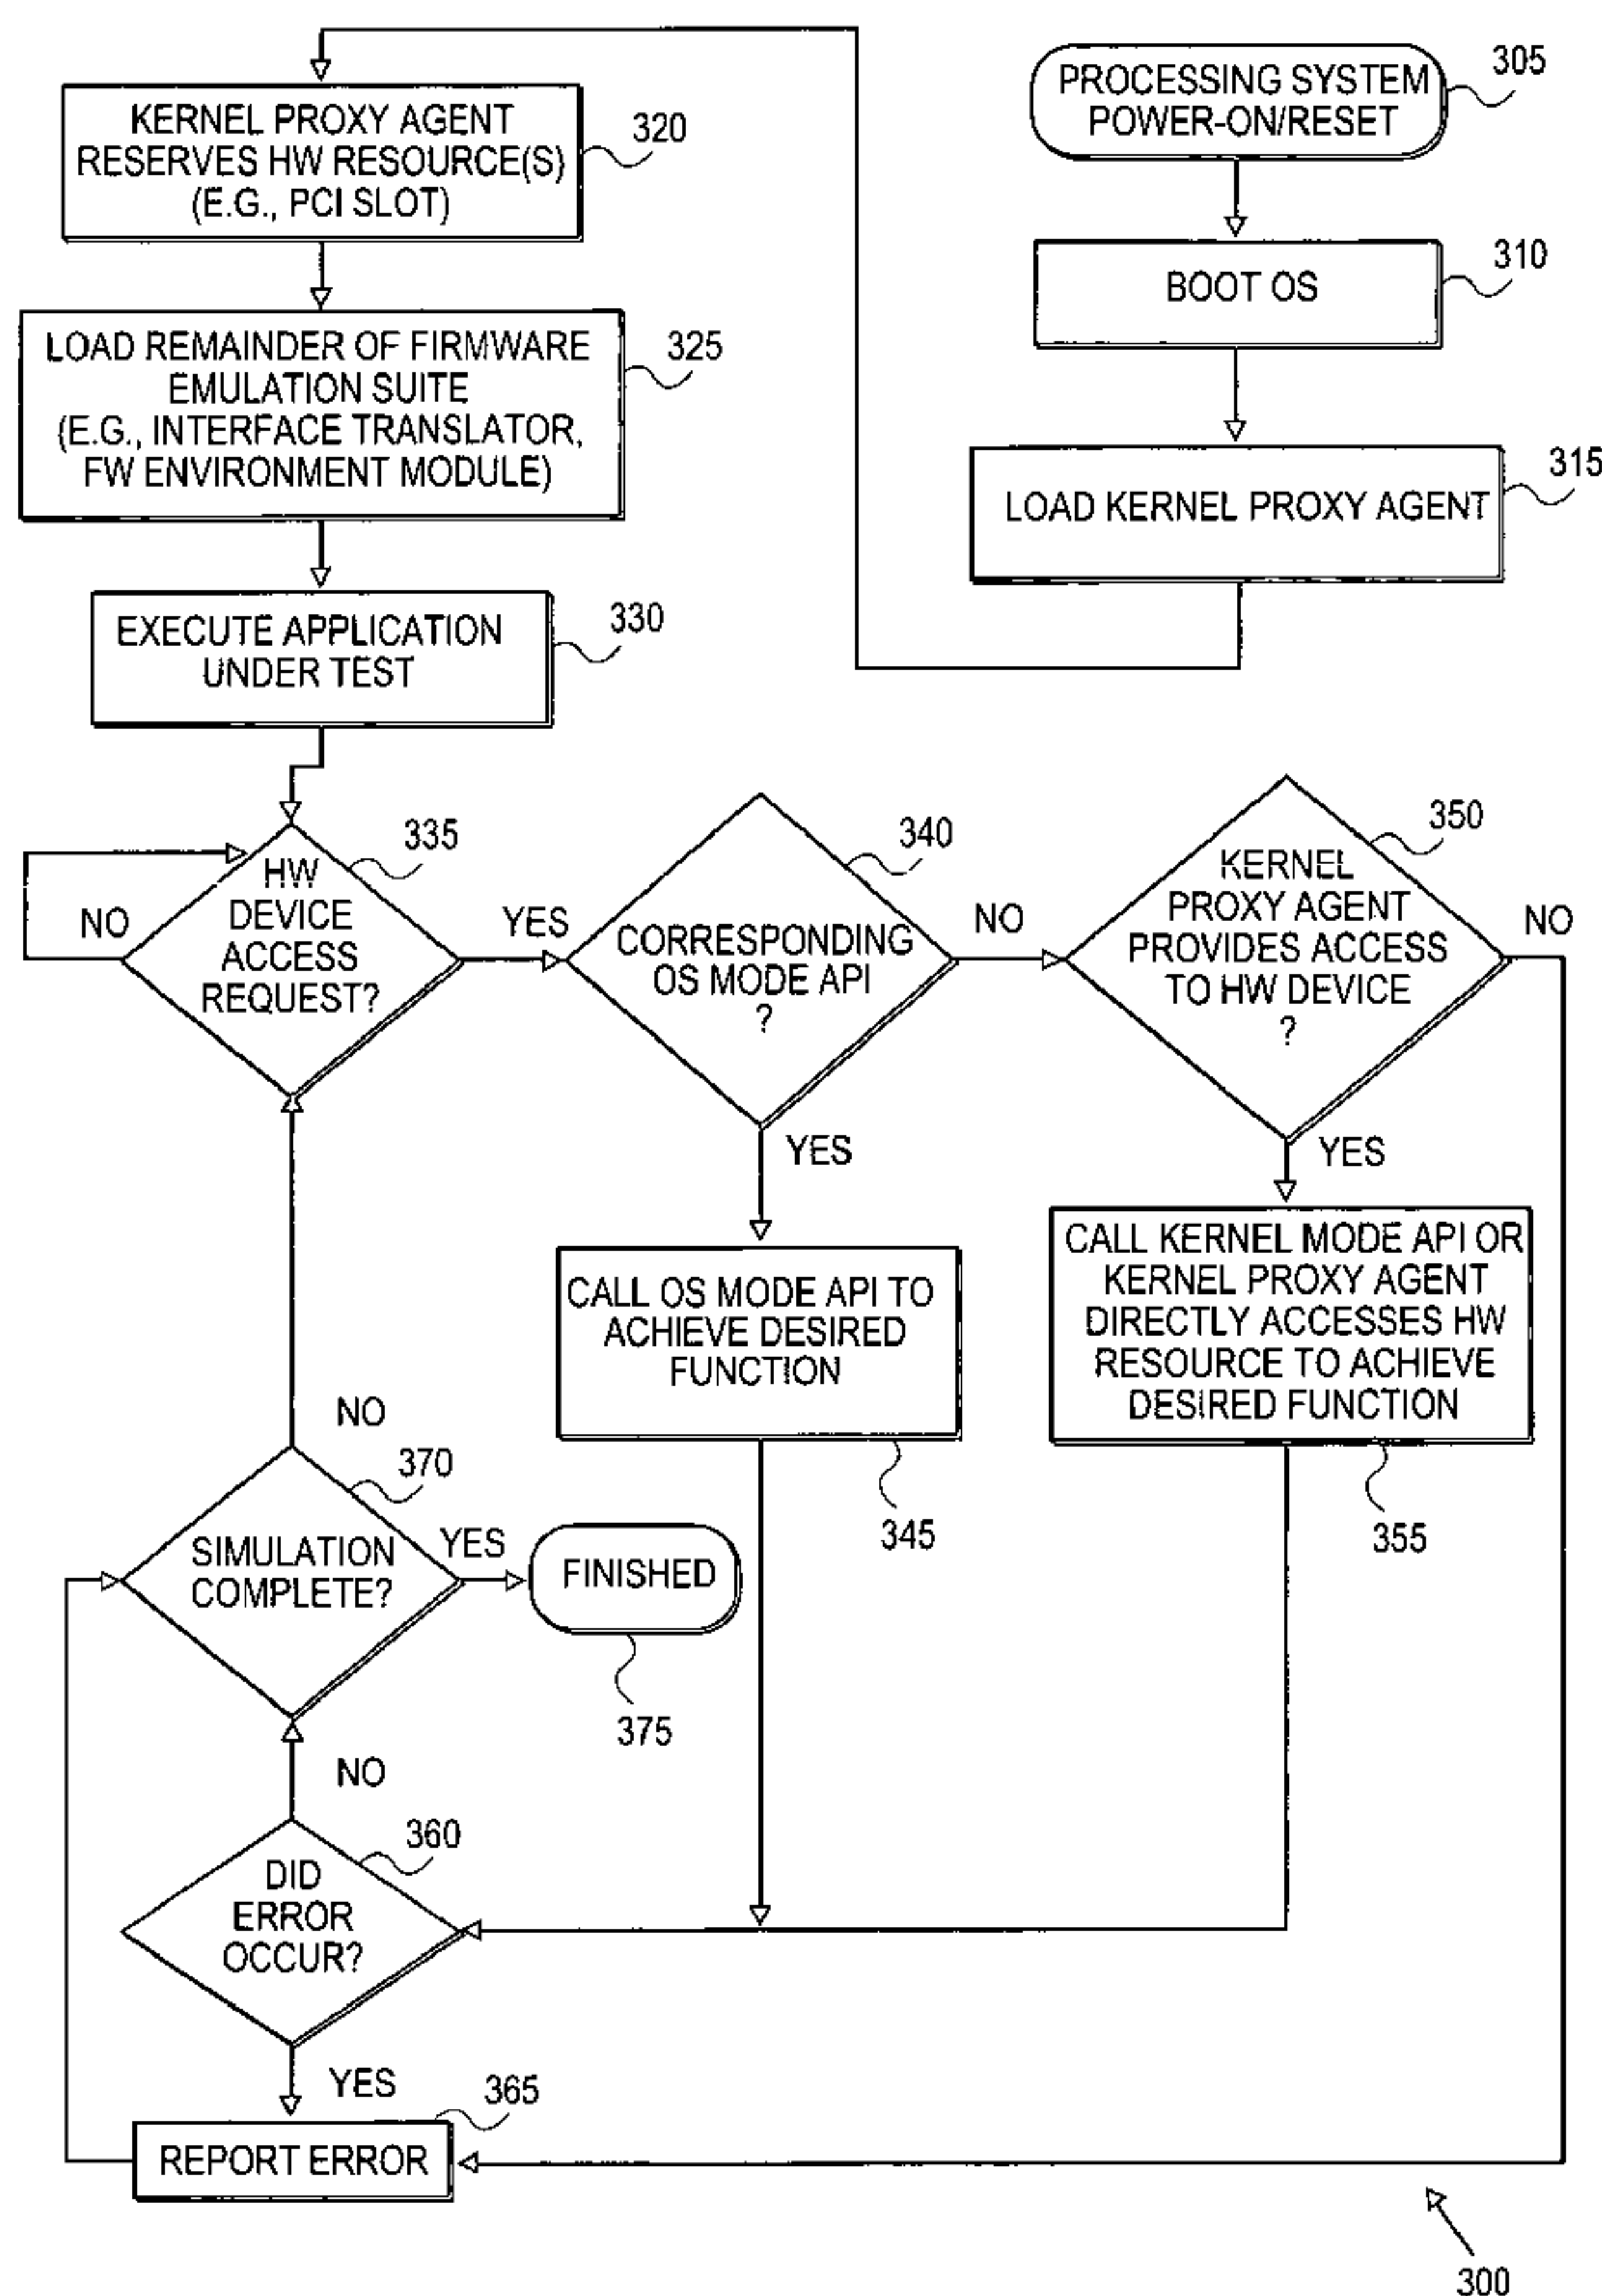 PROCESSING SYSTEM
POWER-ON/RESET
305
BOOT OS
310
LOAD KERNEL PROXY AGENT
315
KERNEL PROXY AGENT
RESERVES HW RESOURCE(S)
(E.G., PCI SLOT)
320
LOAD REMAINDER OF FIRMWARE
EMULATION SUITE
(E.G., INTERFACE TRANSLATOR,
FW ENVIRONMENT MODULE)
325
EXECUTE APPLICATION
UNDER TEST
330
HW
DEVICE
ACCESS
REQUEST?
335
NO
YES
CORRESPONDING
OS MODE API
?
340
NO
YES
KERNEL
PROXY AGENT
PROVIDES ACCESS
TO HW DEVICE
?
350
NO
YES
CALL OS MODE API TO
ACHIEVE DESIRED
FUNCTION
345
CALL KERNEL MODE API OR
KERNEL PROXY AGENT
DIRECTLY ACCESSES HW
RESOURCE TO ACHIEVE
DESIRED FUNCTION
355
NO
SIMULATION
COMPLETE?
370
YES
FINISHED
375
NO
DID
ERROR
OCCUR?
360
YES
REPORT ERROR
365
300